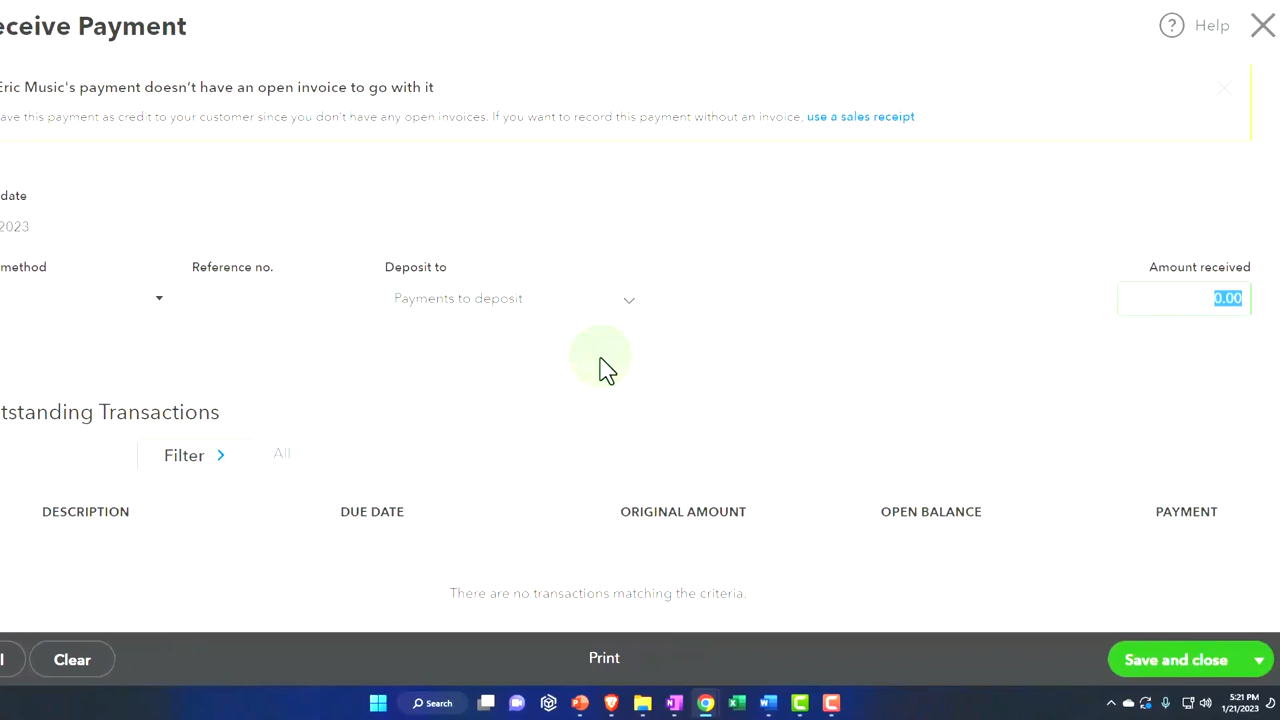 eceive Payment
Help
Eric Music's payment doesn't have an open invoice to go with it
ave this payment as credit to your customer since you don't have any open invoices. If you want to record this payment without an invoice, use a sales receipt
date
2023
method
Reference no.
Deposit to
Amount received
Payments to deposit
0.00
tstanding Transactions
Filter
All
DESCRIPTION
DUE DATE
ORIGINAL AMOUNT
OPEN BALANCE
PAYMENT
There are no transactions matching the criteria.
l
Clear
Print
Save and close
Search
5:21 PM
1/21/2023